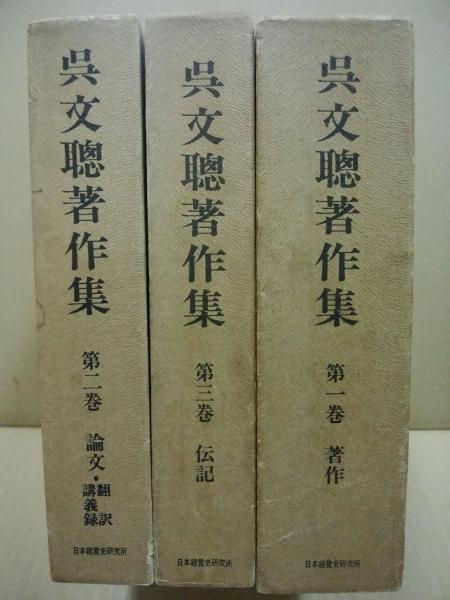 呉文聰著作集
第二巻 論文・翻訳
講義録
日本経営史研究所
呉文聰著作集
第三巻 伝記
日本経営史研究所
呉文聰著作集
第一巻 著作
日本経営史研究所